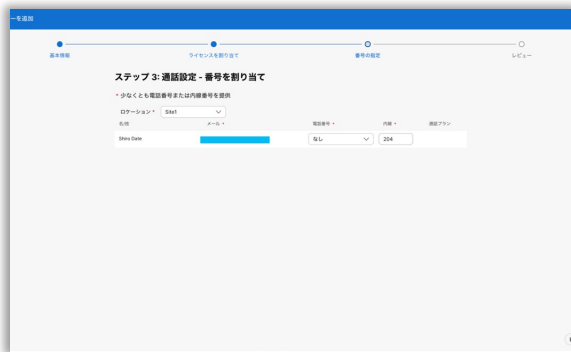 ーを追加
基本情報
ライセンスを割り当て
番号の指定
レビュー
ステップ 3: 通話設定 - 番号を割り当て
* 少なくとも電話番号または内線番号を提供
ロケーション * Site1
名/姓 メール * 電話番号 * 内線 * 通話プラン
Shiro Date なし 204